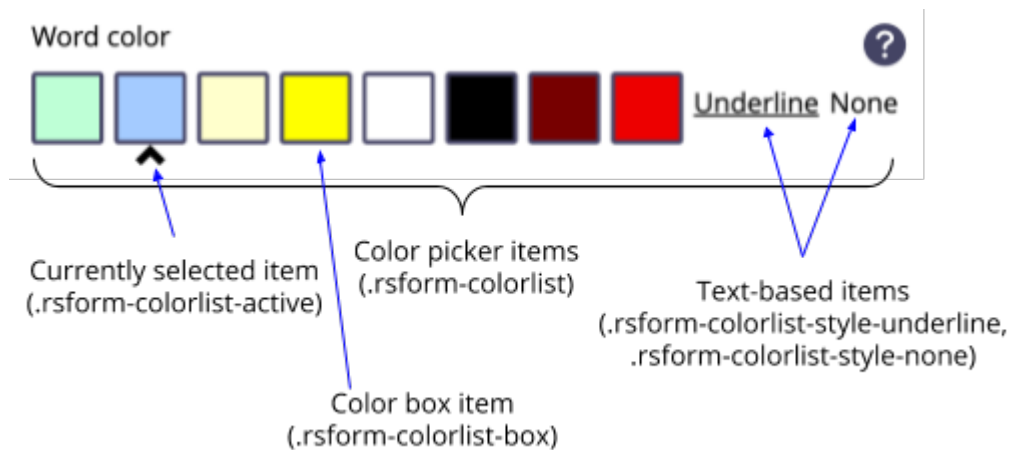 Word color
?
Underline None
Currently selected item
(.rsform-colorlist-active)
Color picker items
(.rsform-colorlist)
Text-based items
(.rsform-colorlist-style-underline,
.rsform-colorlist-style-none)
Color box item
(.rsform-colorlist-box)